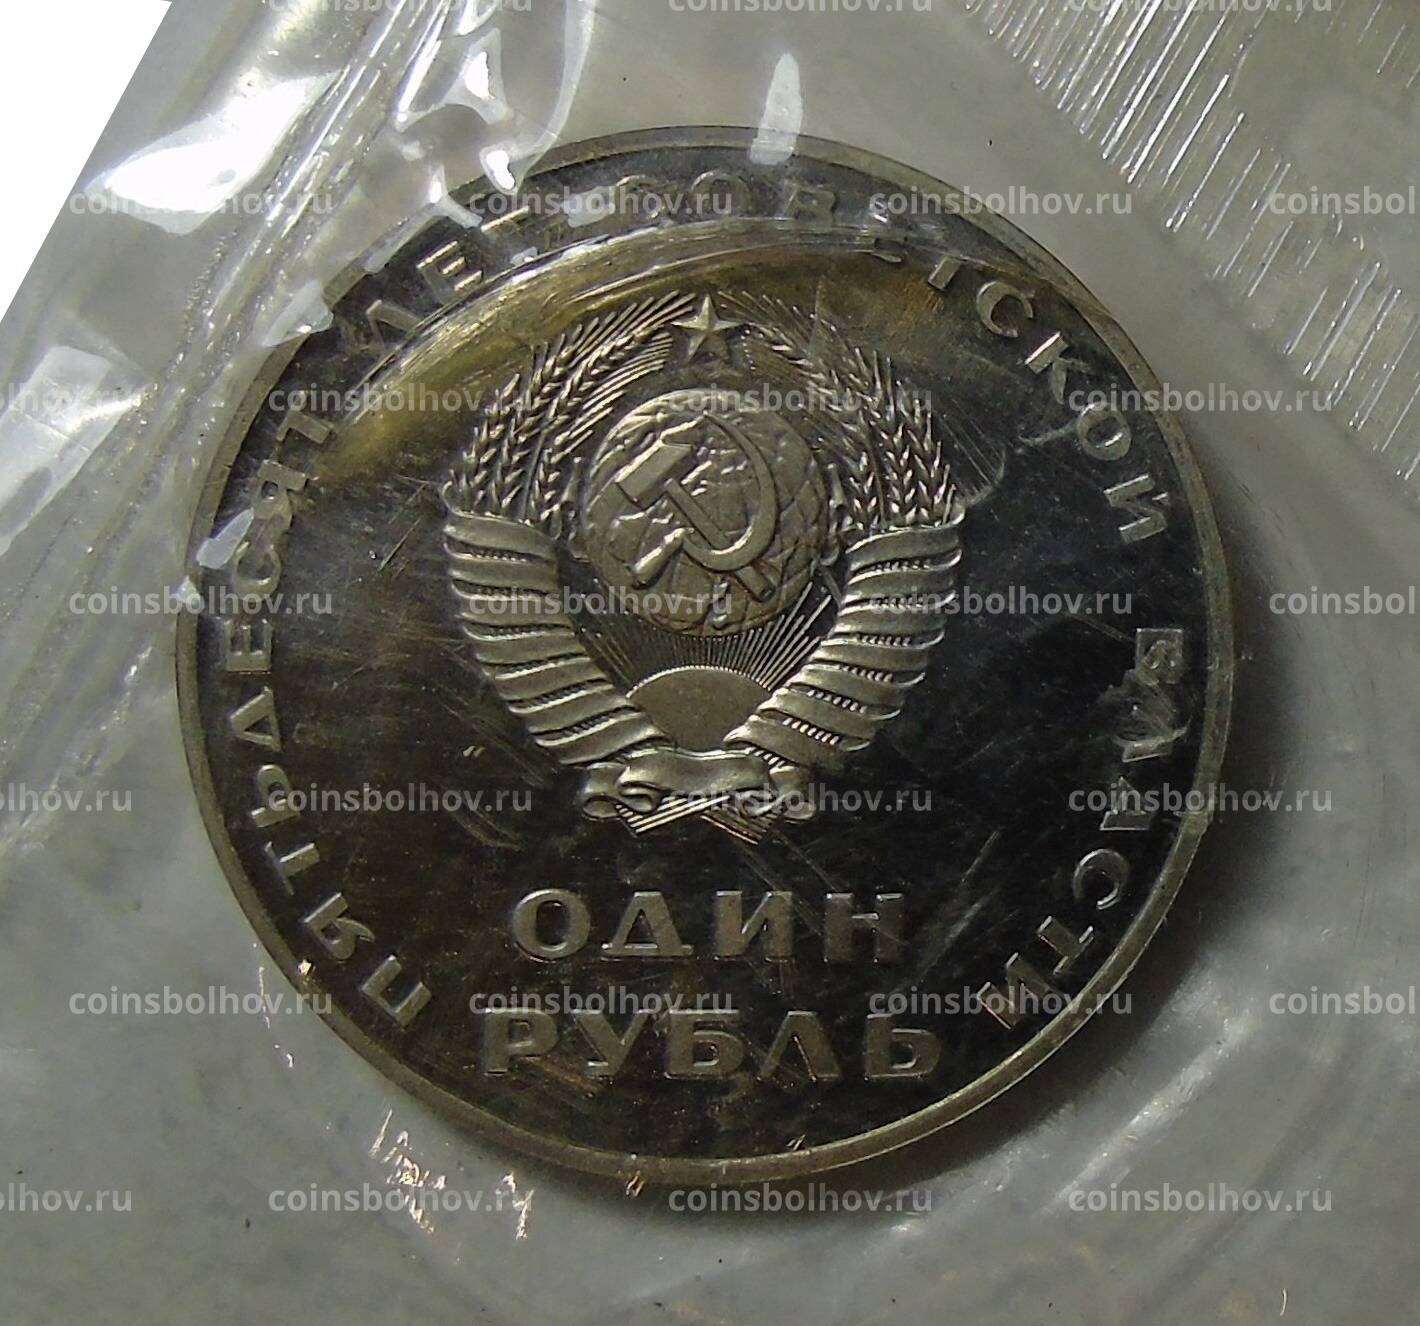 ПЯТЬДЕСЯТ ЛЕТ СОВЕТСКОЙ ВЛАСТИ
ОДИН
РУБЛЬ
coinsbolhov.ru